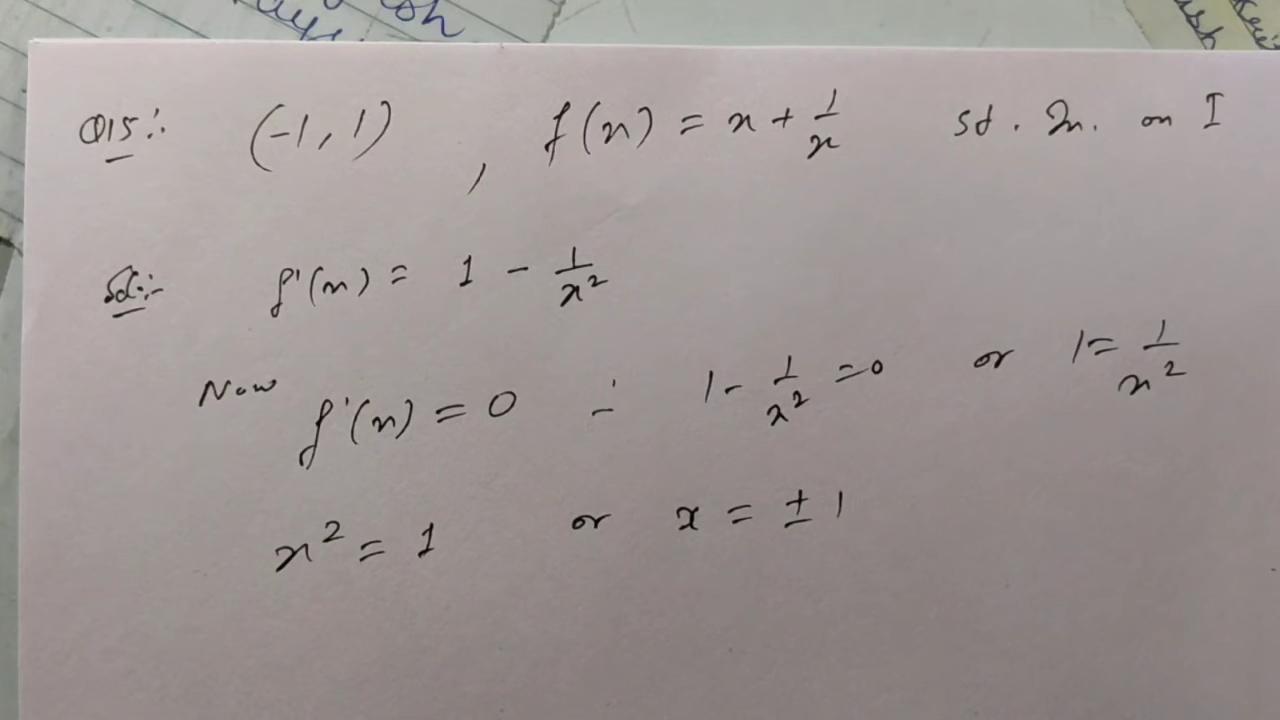 Q15:. (-1, 1) , f(x) = x + 1/x st. In. on I
Sol:- f'(x) = 1 - 1/x²
Now f'(x) = 0 ∴ 1 - 1/x² = 0 or 1 = 1/x²
x² = 1 or x = ± 1